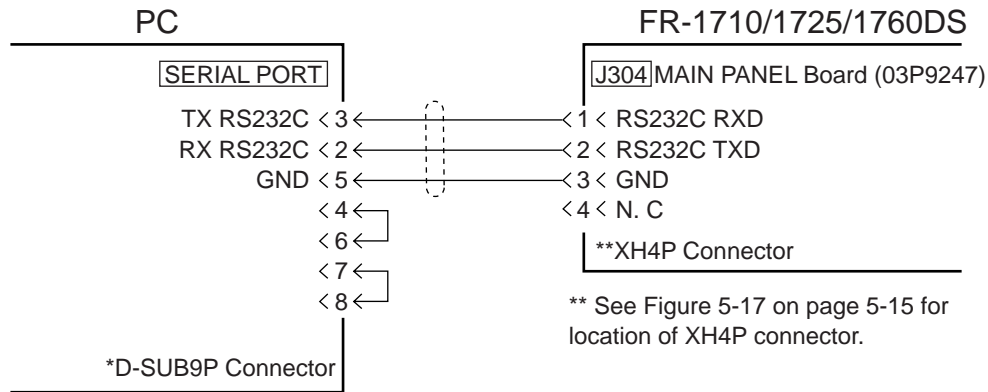 PC
FR-1710/1725/1760DS
SERIAL PORT
J304 MAIN PANEL Board (03P9247)
TX RS232C < 3 < 1 < RS232C RXD
RX RS232C < 2 < 2 < RS232C TXD
GND < 5 < 3 < GND
< 4 < 4 < N. C
< 6
< 7
< 8
**XH4P Connector
** See Figure 5-17 on page 5-15 for
location of XH4P connector.
*D-SUB9P Connector